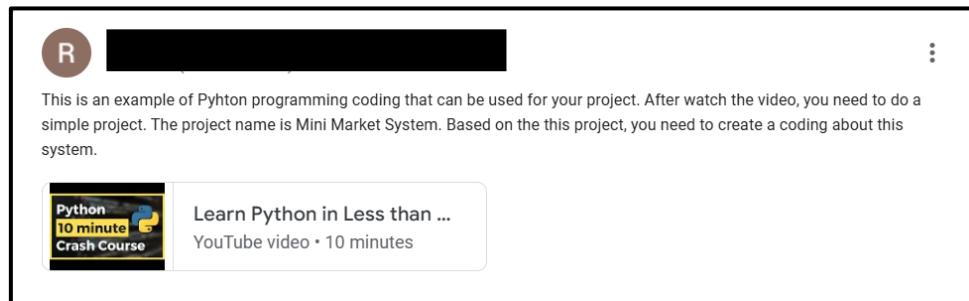 R
This is an example of Pyhton programming coding that can be used for your project. After watch the video, you need to do a
simple project. The project name is Mini Market System. Based on the this project, you need to create a coding about this
system.
Python
10 minute
Crash Course
Learn Python in Less than ...
YouTube video • 10 minutes